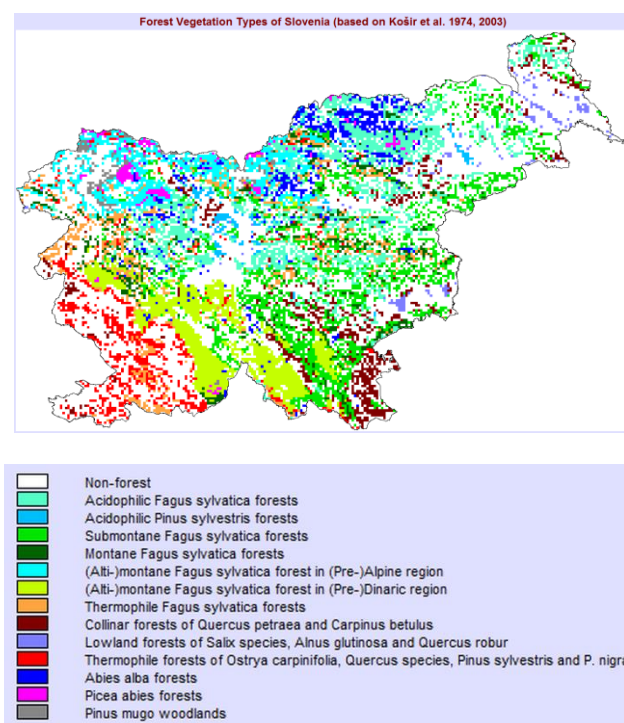 Forest Vegetation Types of Slovenia (based on Košir et al. 1974, 2003)
Non-forest
Acidophilic Fagus sylvatica forests
Acidophilic Pinus sylvestris forests
Submontane Fagus sylvatica forests
Montane Fagus sylvatica forests
(Alti-)montane Fagus sylvatica forest in (Pre-)Alpine region
(Alti-)montane Fagus sylvatica forest in (Pre-)Dinaric region
Thermophile Fagus sylvatica forests
Collinar forests of Quercus petraea and Carpinus betulus
Lowland forests of Salix species, Alnus glutinosa and Quercus robur
Thermophile forests of Ostrya carpinifolia, Quercus species, Pinus sylvestris and P. nigra
Abies alba forests
Picea abies forests
Pinus mugo woodlands